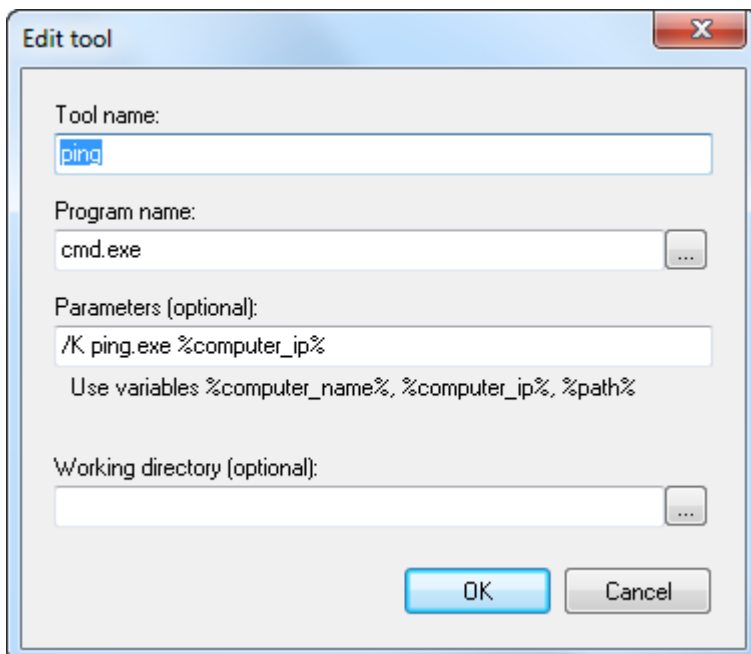 Edit tool
Tool name:
ping
Program name:
cmd.exe
...
Parameters (optional):
/K ping.exe %computer_ip%
Use variables %computer_name%, %computer_ip%, %path%
Working directory (optional):
...
OK Cancel